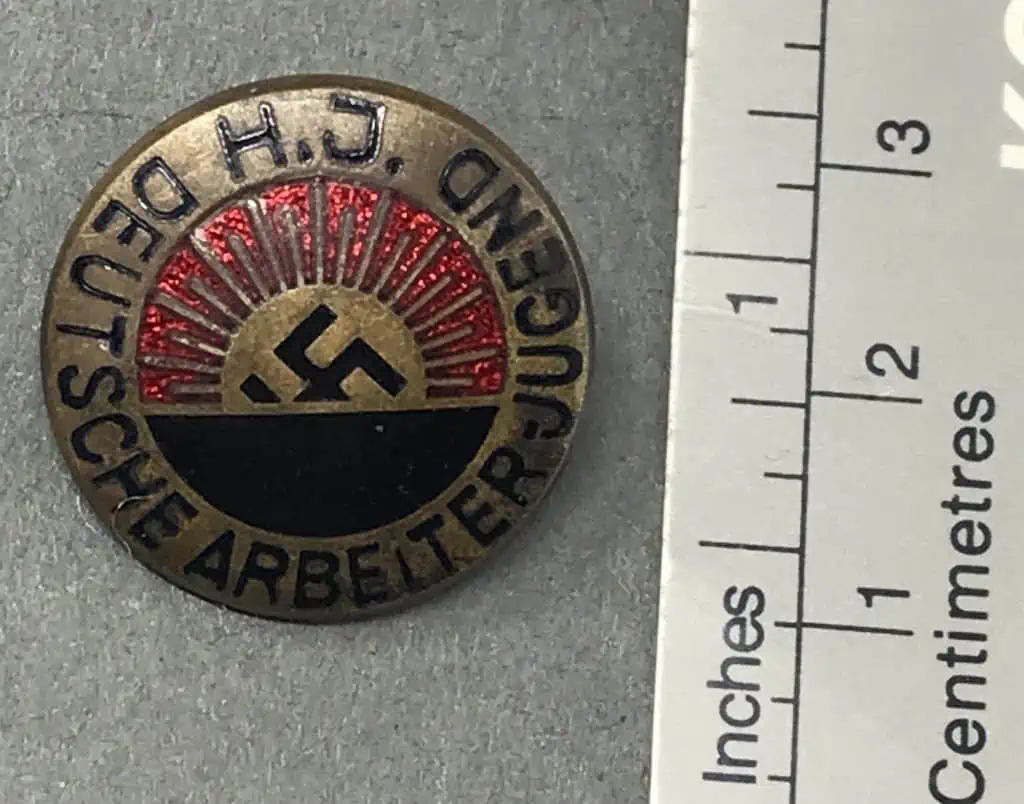 H.J.
DEUTSCHE ARBEITER-JUGEND
Inches
1
Centimetres
1
2
3